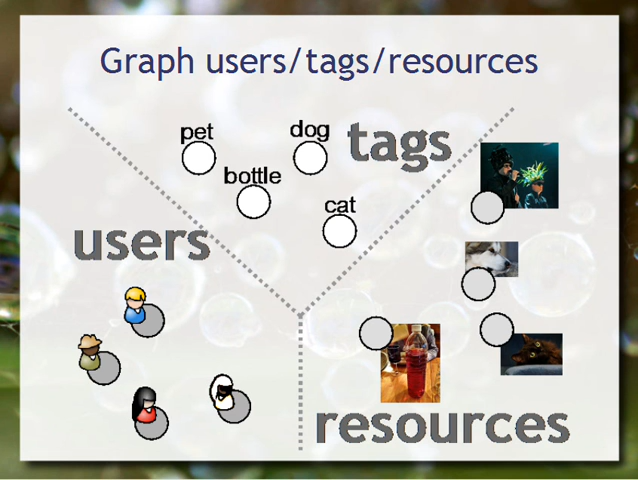 Graph users/tags/resources
pet
dog
tags
bottle
cat
users
resources